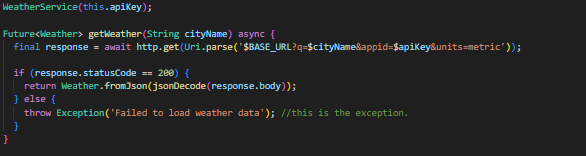 WeatherService(this.apiKey);
Future<Weather> getWeather(String cityName) async {
final response = await http.get(Uri.parse('$BASE_URL?q=$cityName&appid=$apiKey&units=metric'));
if (response.statusCode == 200) {
return Weather.fromJson(jsonDecode(response.body));
} else {
throw Exception('Failed to load weather data'); //this is the exception.
}
}